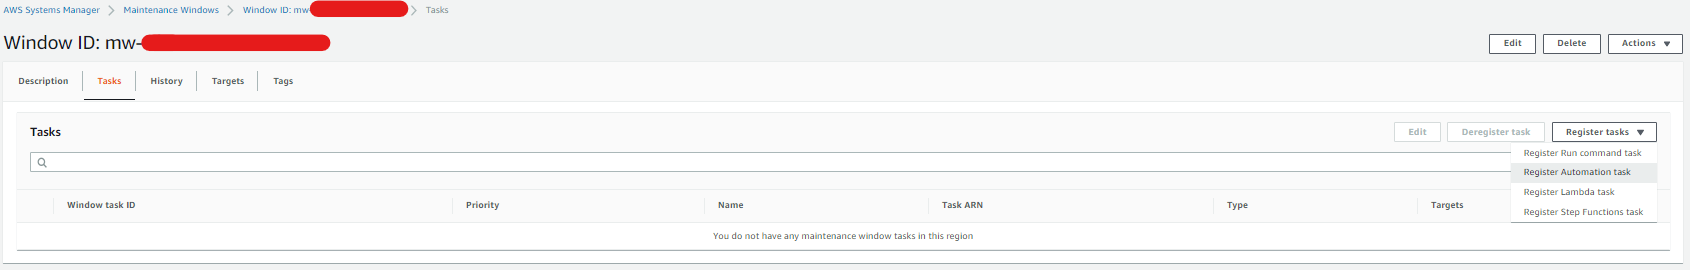 AWS Systems Manager > Maintenance Windows > Window ID: mw- > Tasks
Window ID: mw-
Edit Delete Actions
Description Tasks History Targets Tags
Tasks
Edit Deregister task Register tasks
Register Run command task
Register Automation task
Register Lambda task
Register Step Functions task
Window task ID Priority Name Task ARN Type Targets
You do not have any maintenance window tasks in this region